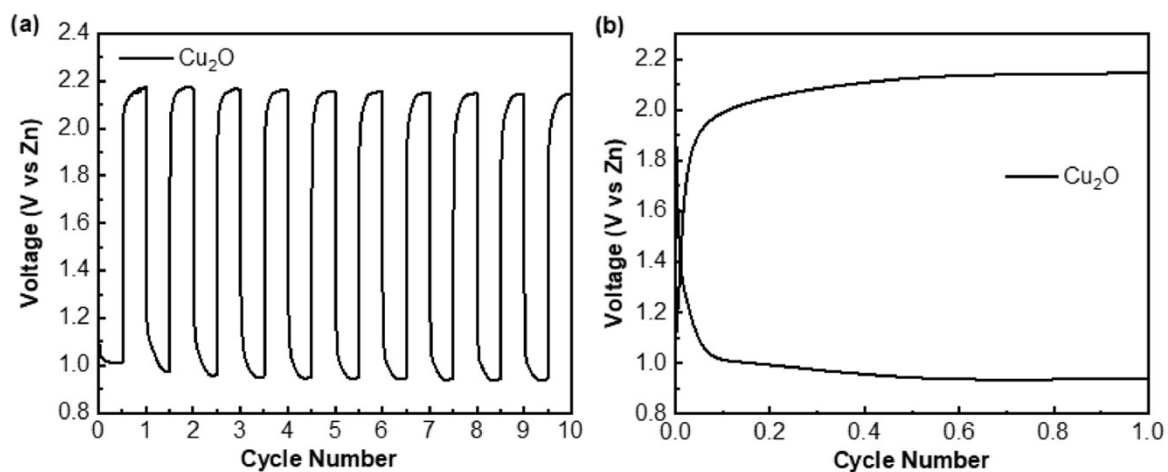 (a)
Cu₂O
2.4
2.2
2.0
1.8
1.6
1.4
1.2
1.0
0.8
Voltage (V vs Zn)
0 1 2 3 4 5 6 7 8 9 10
Cycle Number
(b)
Cu₂O
2.2
2.0
1.8
1.6
1.4
1.2
1.0
0.8
Voltage (V vs Zn)
0.0 0.2 0.4 0.6 0.8 1.0
Cycle Number